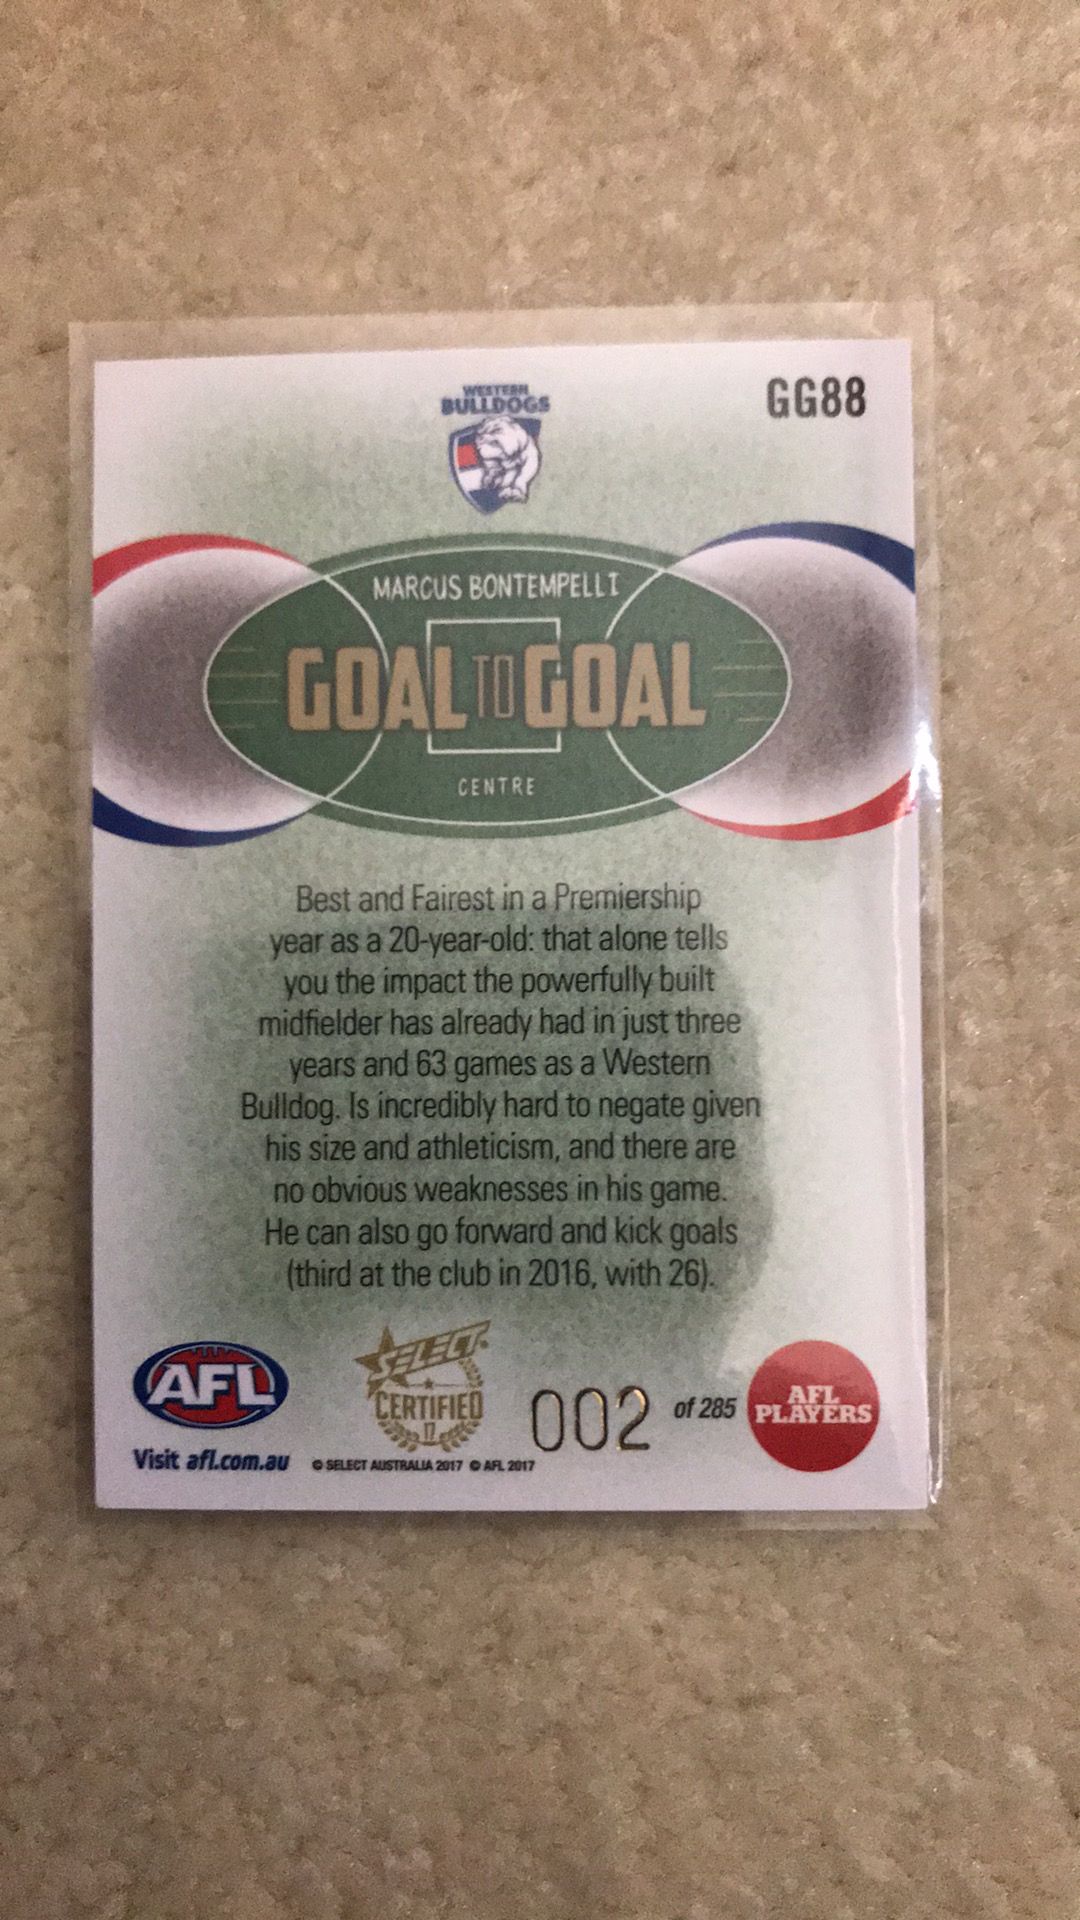 WESTERN
BULLDOGS
GG88
MARCUS BONTEMPELLI
GOAL TO GOAL
CENTRE
Best and Fairest in a Premiership
year as a 20-year-old: that alone tells
you the impact the powerfully built
midfielder has already had in just three
years and 63 games as a Western
Bulldog. Is incredibly hard to negate given
his size and athleticism, and there are
no obvious weaknesses in his game.
He can also go forward and kick goals
(third at the club in 2016, with 26).
AFL
Visit afl.com.au
SELECT
CERTIFIED
17
© SELECT AUSTRALIA 2017 © AFL 2017
002 of 285
AFL
PLAYERS